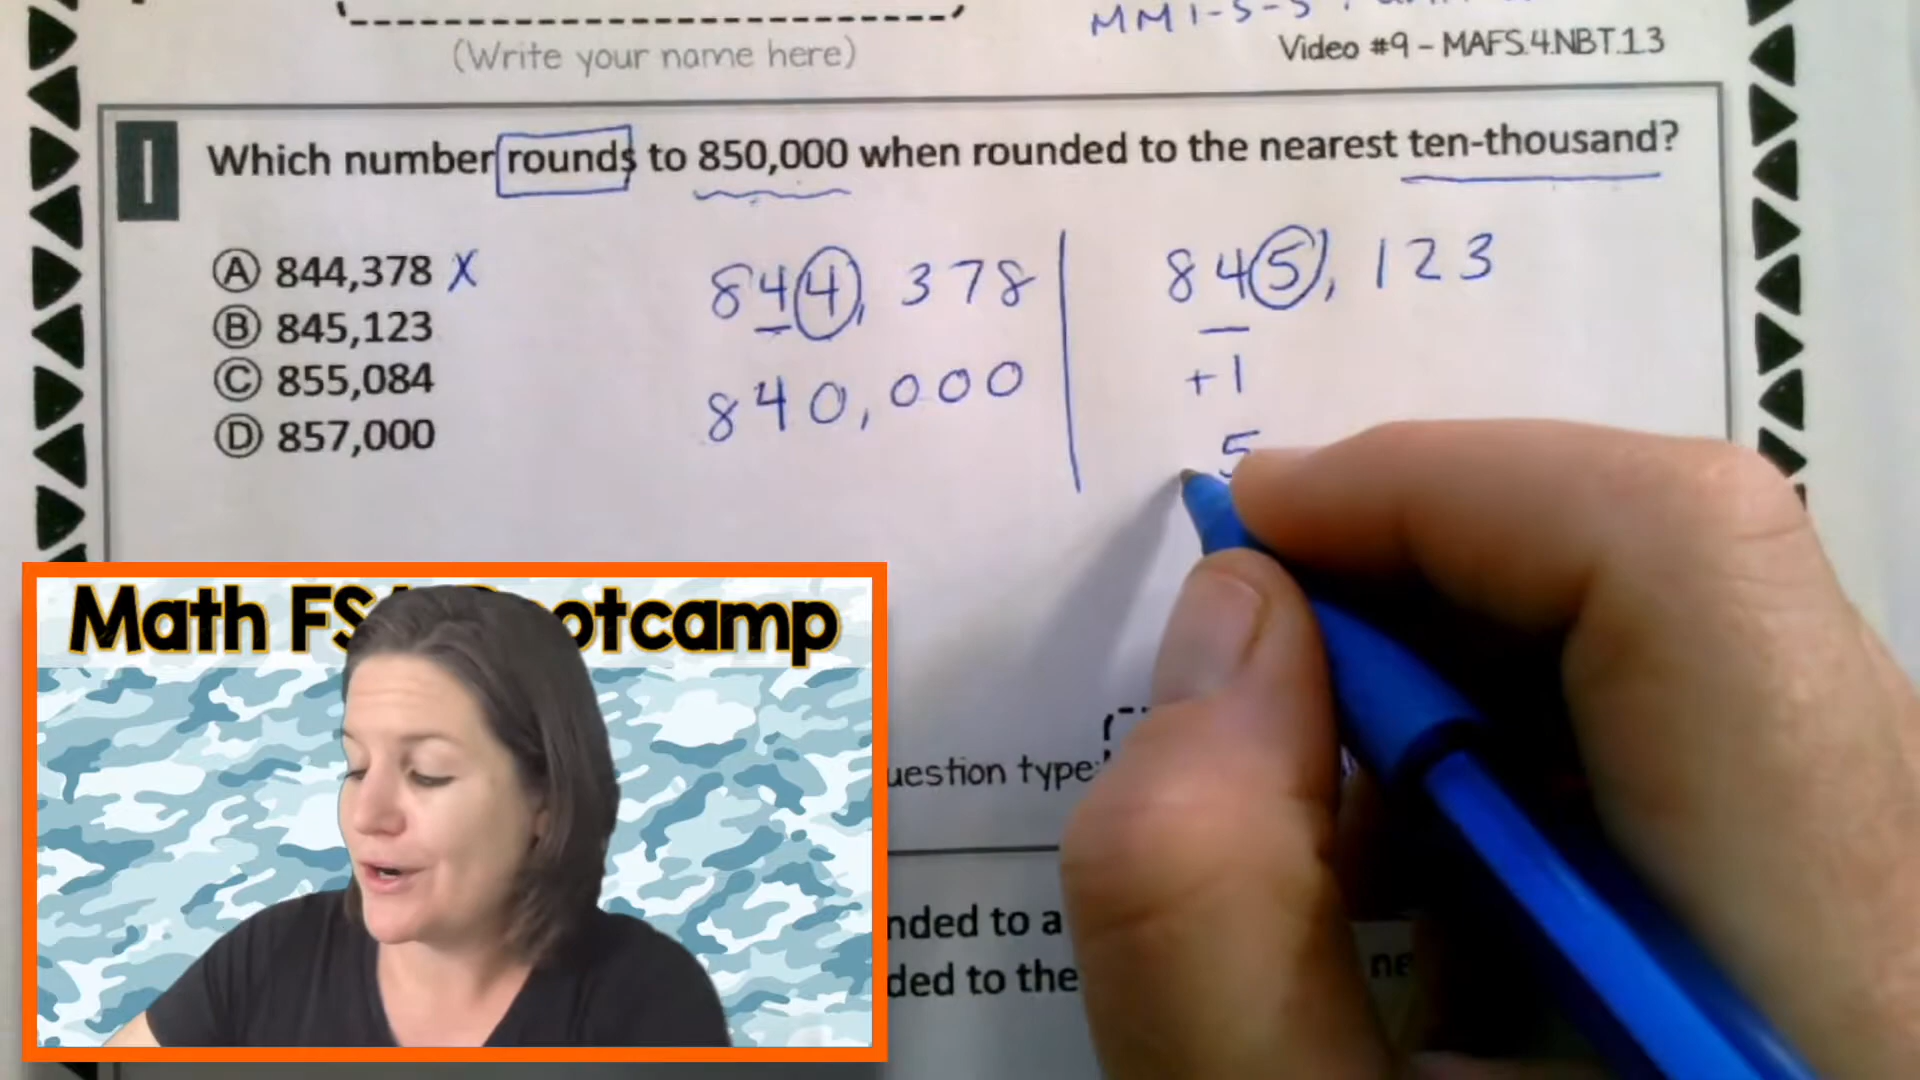 (Write your name here)
Video #9 - MAFS.4.NBT.1.3
1
Which number rounds to 850,000 when rounded to the nearest ten-thousand?
A 844,378 X
B 845,123
C 855,084
D 857,000
844,378
840,000
845,123
+1
5
Math FS Bootcamp
uestion type:
nded to a
ded to the
ne